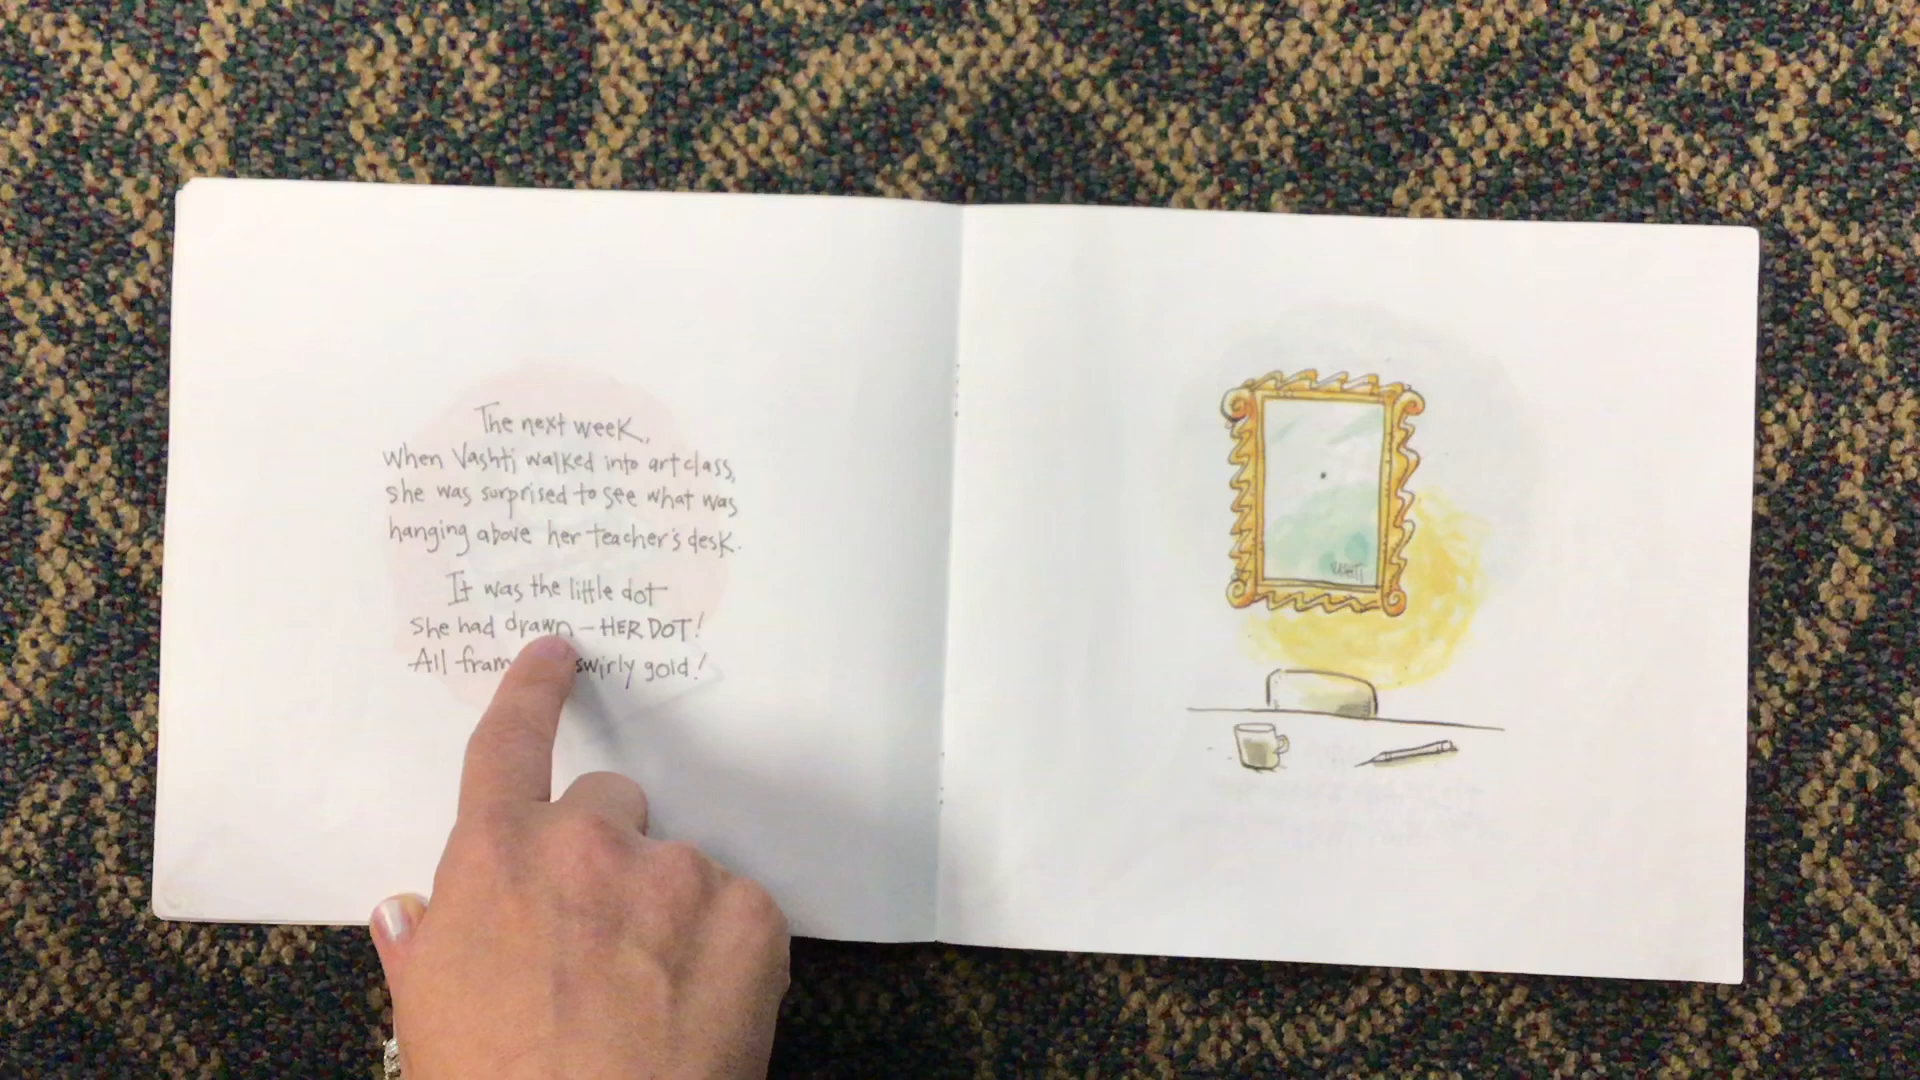 The next week,
when Vashti walked into art class,
she was surprised to see what was
hanging above her teacher's desk.
It was the little dot
she had drawn – HER DOT!
All swirly gold!
VASHTI